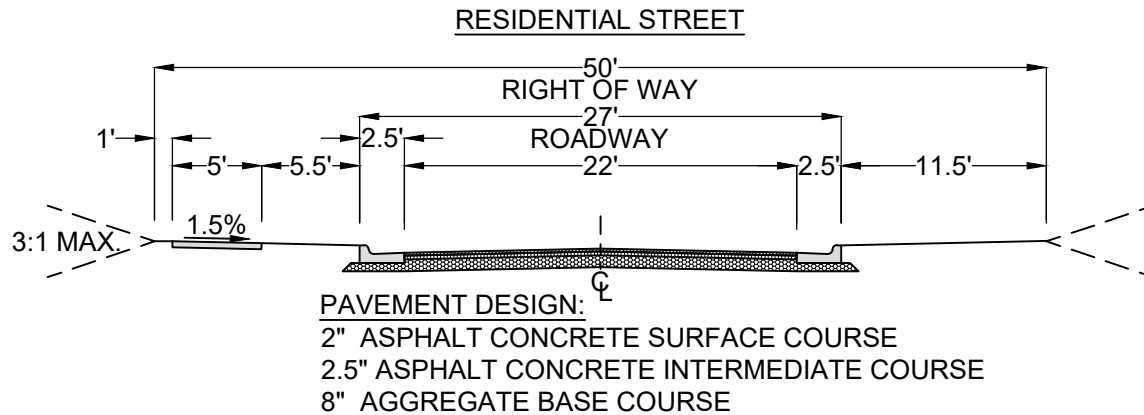 RESIDENTIAL STREET
50'
RIGHT OF WAY
27'
1'
2.5'
ROADWAY
5'
5.5'
22'
2.5'
11.5'
1.5%
3:1 MAX.
℄
PAVEMENT DESIGN:
2" ASPHALT CONCRETE SURFACE COURSE
2.5" ASPHALT CONCRETE INTERMEDIATE COURSE
8" AGGREGATE BASE COURSE